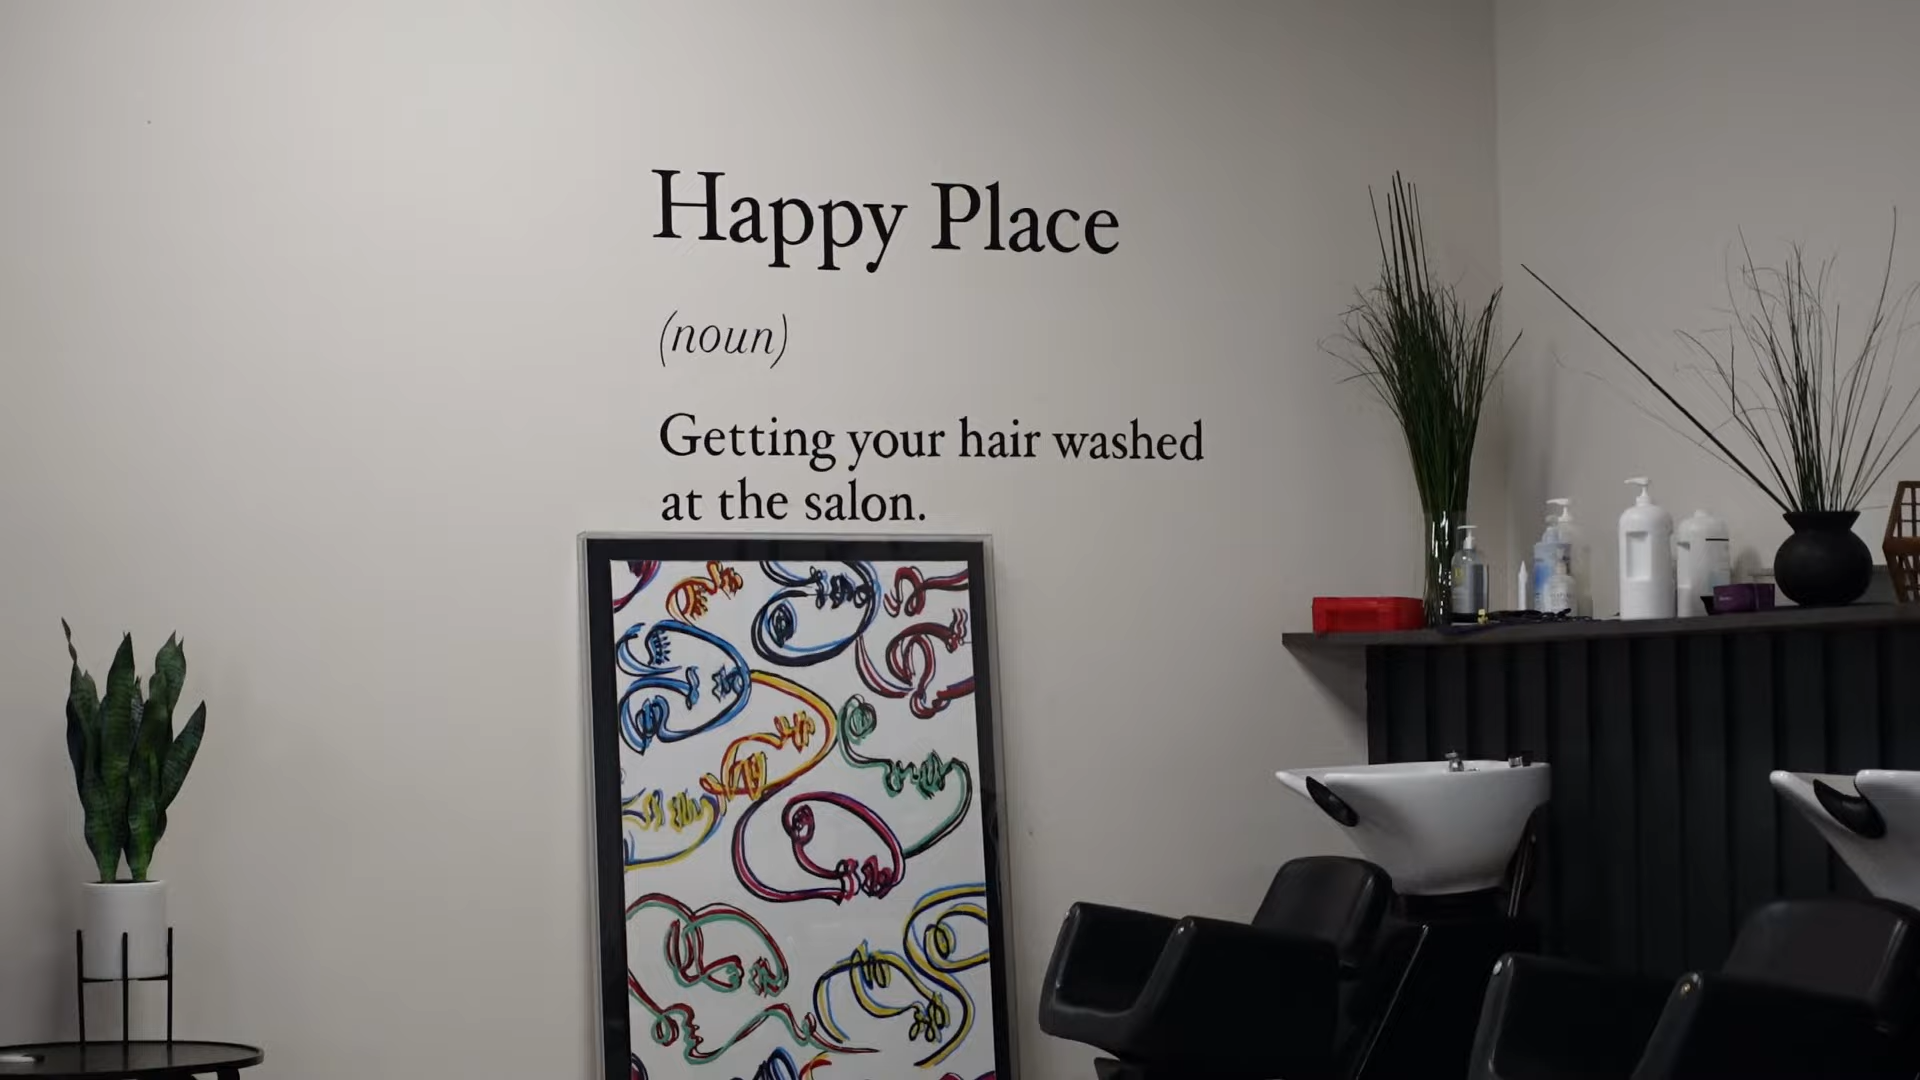 Happy Place
(noun)
Getting your hair washed
at the salon.